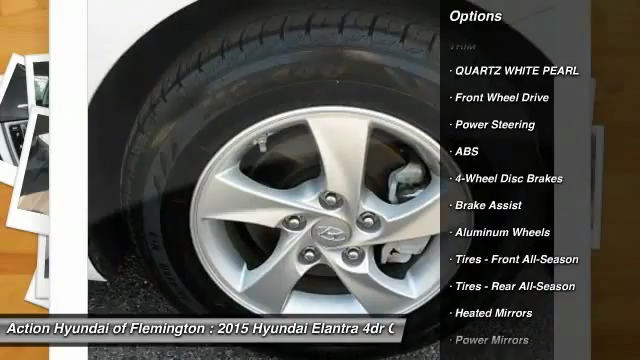 Options
· QUARTZ WHITE PEARL
· Front Wheel Drive
· Power Steering
· ABS
· 4-Wheel Disc Brakes
· Brake Assist
· Aluminum Wheels
· Tires - Front All-Season
· Tires - Rear All-Season
· Heated Mirrors
· Power Mirrors
Action Hyundai of Flemington : 2015 Hyundai Elantra 4dr